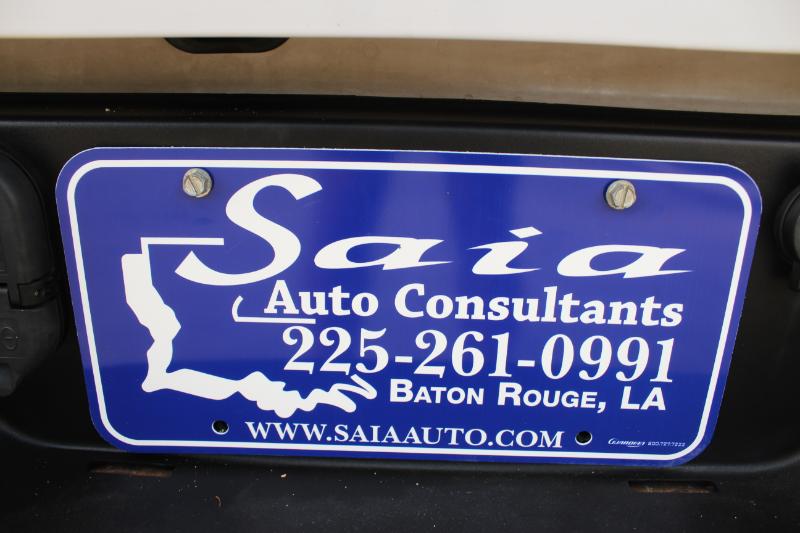 Saia
Auto Consultants
225-261-0991
BATON ROUGE, LA
WWW.SAIAAUTO.COM